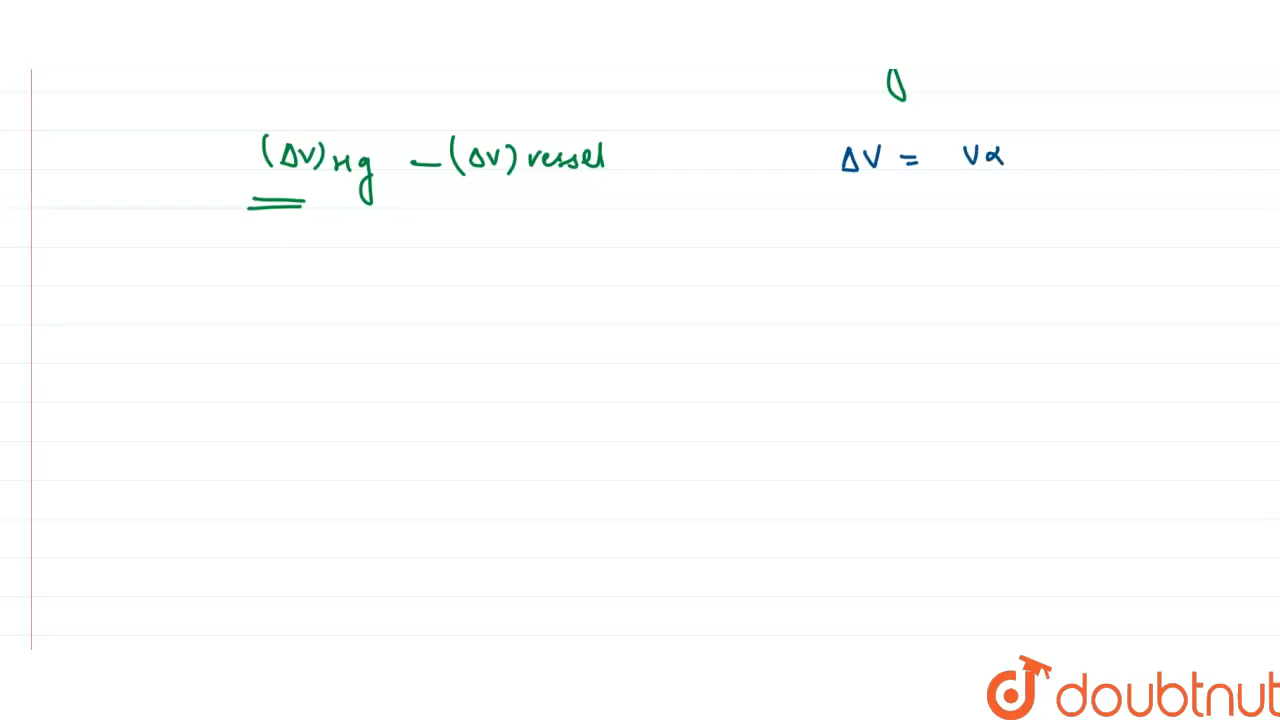 (ΔV)Hg − (ΔV) vessel
ΔV = Vα
doubtnut